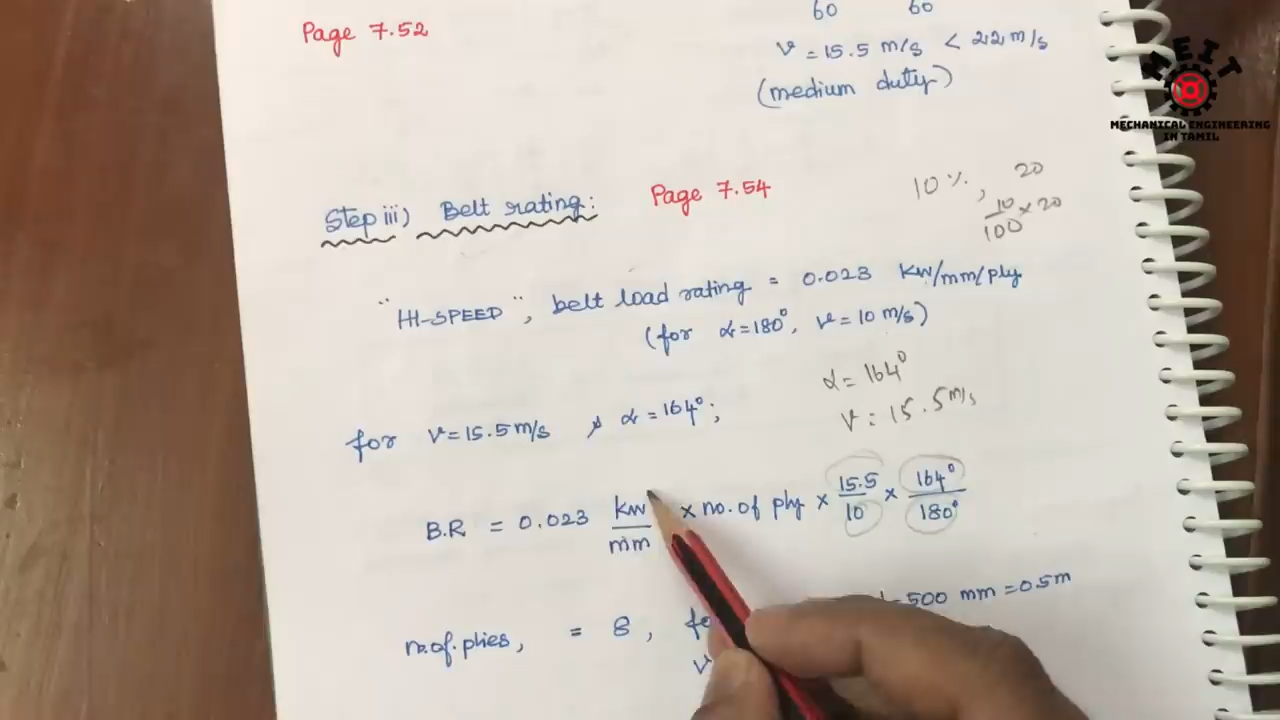 60 60
Page 7.52
v = 15.5 m/s < 22 m/s
(medium duty)
MEIT
MECHANICAL ENGINEERING
IN TAMIL
Step iii) Belt rating: Page 7.54
10 %, 20
10/100 × 20
"HI-SPEED", belt load rating = 0.023 kw/mm/ply
(for α=180°, v=10 m/s)
α = 164°
v = 15.5 m/s
for v=15.5 m/s , α=164°;
B.R = 0.023 kw/mm × no. of ply × 15.5/10 × 164°/180°
no.of.plies, = 8, 500 mm = 0.5m